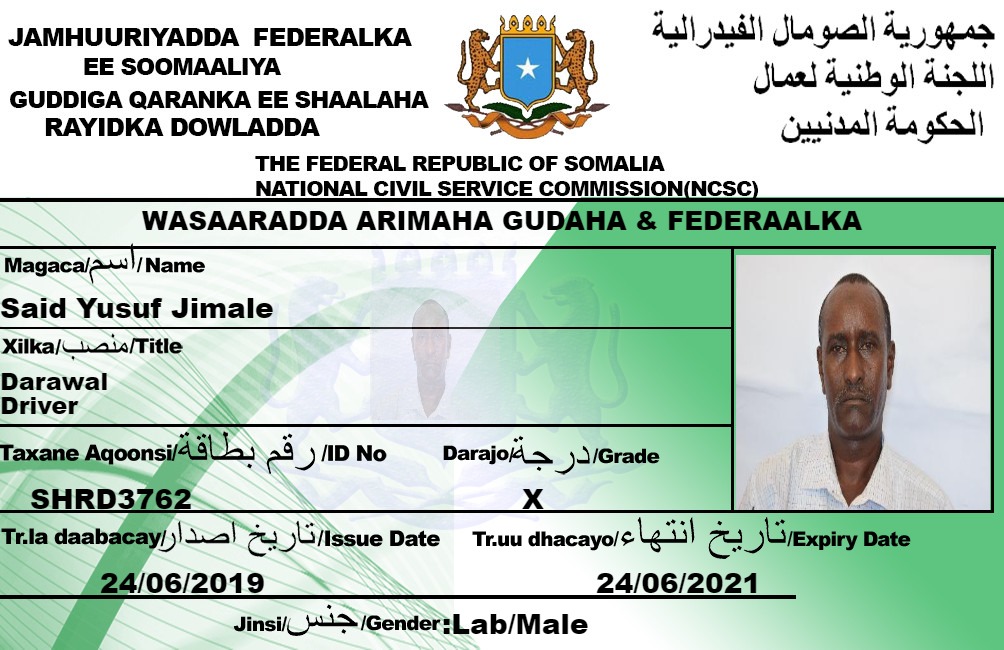 JAMHUURIYADDA FEDERALKA
EE SOOMAALIYA
GUDDIGA QARANKA EE SHAALAHA
RAYIDKA DOWLADDA
جمهورية الصومال الفيدرالية
اللجنة الوطنية لعمال
الحكومة المدنيين
THE FEDERAL REPUBLIC OF SOMALIA
NATIONAL CIVIL SERVICE COMMISSION(NCSC)
WASAARADDA ARIMAHA GUDAHA & FEDERAALKA
Magaca/اسم/Name
Said Yusuf Jimale
Xilka/منصب/Title
Darawal
Driver
Taxane Aqoonsi/رقم بطاقة/ID No
Darajo/درجة/Grade
SHRD3762
X
Tr.la daabacay/تاريخ اصدار/Issue Date
Tr.uu dhacayo/تاريخ انتهاء/Expiry Date
24/06/2019
24/06/2021
Jinsi/جنس/Gender:Lab/Male